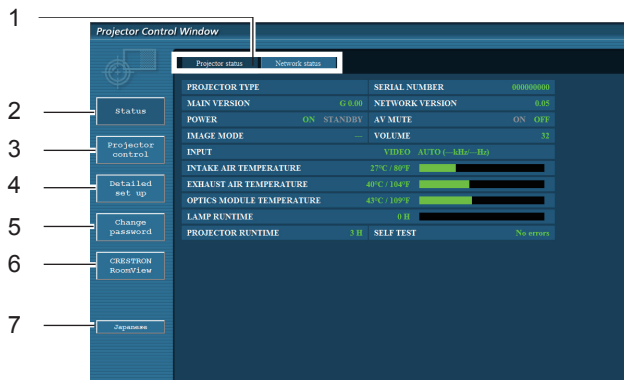 1
Projector Control Window
Projector status Network status
PROJECTOR TYPE SERIAL NUMBER 000000000
2 Status MAIN VERSION G 0.00 NETWORK VERSION 0.05
POWER ON STANDBY AV MUTE ON OFF
IMAGE MODE --- VOLUME 32
3 Projector control
INPUT VIDEO AUTO (---kHz/---Hz)
INTAKE AIR TEMPERATURE 27°C / 80°F
4 Detailed set up
EXHAUST AIR TEMPERATURE 40°C / 104°F
OPTICS MODULE TEMPERATURE 43°C / 109°F
LAMP RUNTIME 0 H
5 Change password
PROJECTOR RUNTIME 3 H SELF TEST No errors
6 CRESTRON RoomView
7 Japanese